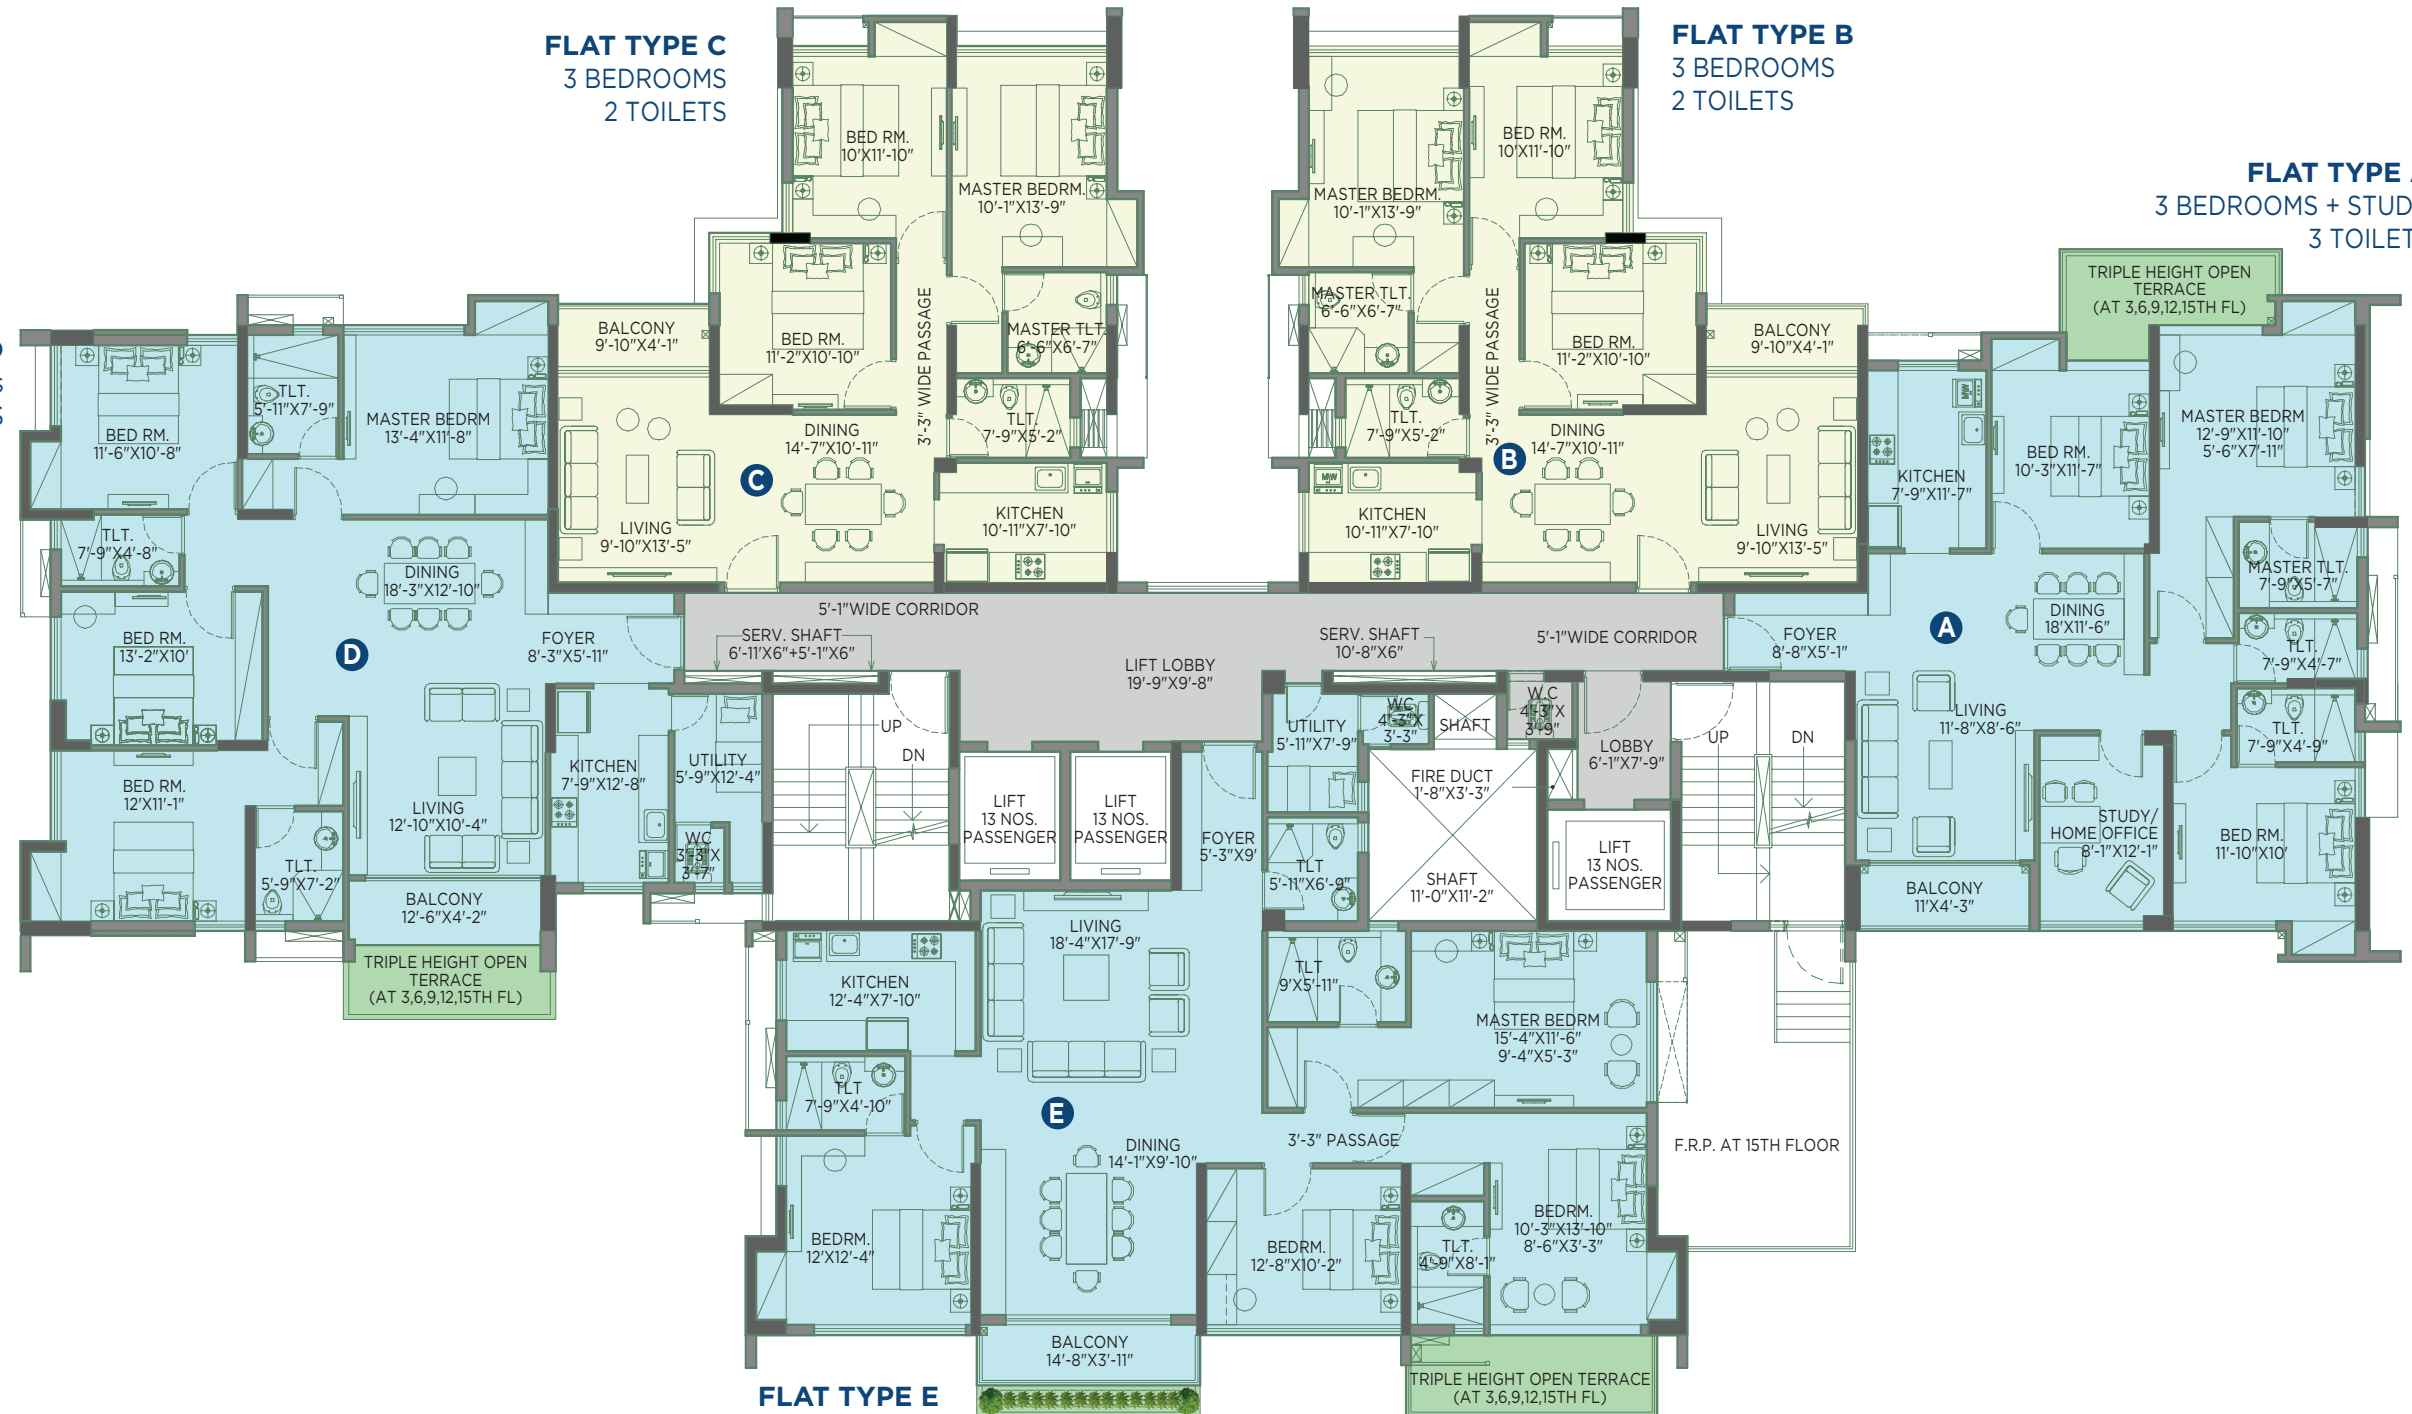 FLAT TYPE C
3 BEDROOMS
2 TOILETS
FLAT TYPE B
3 BEDROOMS
2 TOILETS
FLAT TYPE
3 BEDROOMS + STUD
3 TOILET
BED RM.
10'X11'-10"
MASTER BEDRM.
10'-1"X13'-9"
BED RM.
11'-2"X10'-10"
3'-3" WIDE PASSAGE
MASTER TLT.
6'-6"X6'-7"
TLT.
7'-9"X5'-2"
BALCONY
9'-10"X4'-1"
DINING
14'-7"X10'-11"
C
LIVING
9'-10"X13'-5"
KITCHEN
10'-11"X7'-10"
MASTER BEDRM.
10'-1"X13'-9"
BED RM.
10'X11'-10"
MASTER TLT.
6'-6"X6'-7"
3'-3" WIDE PASSAGE
BED RM.
11'-2"X10'-10"
BALCONY
9'-10"X4'-1"
TLT.
7'-9"X5'-2"
DINING
14'-7"X10'-11"
B
MW
KITCHEN
10'-11"X7'-10"
LIVING
9'-10"X13'-5"
TRIPLE HEIGHT OPEN
TERRACE
(AT 3,6,9,12,15TH FL)
MW
KITCHEN
7'-9"X11'-7"
BED RM.
10'-3"X11'-7"
MASTER BEDRM
12'-9"X11'-10"
5'-6"X7'-11"
MASTER TLT.
7'-9"X5'-7"
DINING
18'X11'-6"
A
FOYER
8'-8"X5'-1"
TLT.
7'-9"X4'-7"
TLT.
7'-9"X4'-9"
LIVING
11'-8"X8'-6"
STUDY/
HOME OFFICE
8'-1"X12'-1"
BED RM.
11'-10"X10'
BALCONY
11'X4'-3"
BED RM.
11'-6"X10'-8"
TLT.
5'-11"X7'-9"
MASTER BEDRM
13'-4"X11'-8"
TLT.
7'-9"X4'-8"
DINING
18'-3"X12'-10"
BED RM.
13'-2"X10'
D
FOYER
8'-3"X5'-11"
BED RM.
12'X11'-1"
TLT.
5'-9"X7'-2"
LIVING
12'-10"X10'-4"
KITCHEN
7'-9"X12'-8"
UTILITY
5'-9"X12'-4"
WC
3'-3"X
3'-7"
BALCONY
12'-6"X4'-2"
TRIPLE HEIGHT OPEN
TERRACE
(AT 3,6,9,12,15TH FL)
5'-1"WIDE CORRIDOR
SERV. SHAFT
6'-11'X6"+5'-1"X6"
LIFT LOBBY
19'-9"X9'-8"
SERV. SHAFT
10'-8"X6"
5'-1"WIDE CORRIDOR
UP
DN
LIFT
13 NOS.
PASSENGER
LIFT
13 NOS.
PASSENGER
FOYER
5'-3"X9'
UTILITY
5'-11"X7'-9"
WC
4'-3"X
3'-3"
SHAFT
W.C
4'-3"X
3'-9"
LOBBY
6'-1"X7'-9"
UP
DN
FIRE DUCT
1'-8"X3'-3"
LIFT
13 NOS.
PASSENGER
TLT
5'-11"X6'-9"
SHAFT
11'-0"X11'-2"
LIVING
18'-4"X17'-9"
KITCHEN
12'-4"X7'-10"
TLT
9'X5'-11"
MASTER BEDRM
15'-4"X11'-6"
9'-4"X5'-3"
TLT
7'-9"X4'-10"
E
DINING
14'-1"X9'-10"
3'-3" PASSAGE
F.R.P. AT 15TH FLOOR
BEDRM.
12'X12'-4"
BEDRM.
12'-8"X10'-2"
TLT.
4'-9"X8'-1"
BEDRM.
10'-3"X13'-10"
8'-6"X3'-3"
BALCONY
14'-8"X3'-11"
FLAT TYPE E
TRIPLE HEIGHT OPEN TERRACE
(AT 3,6,9,12,15TH FL)